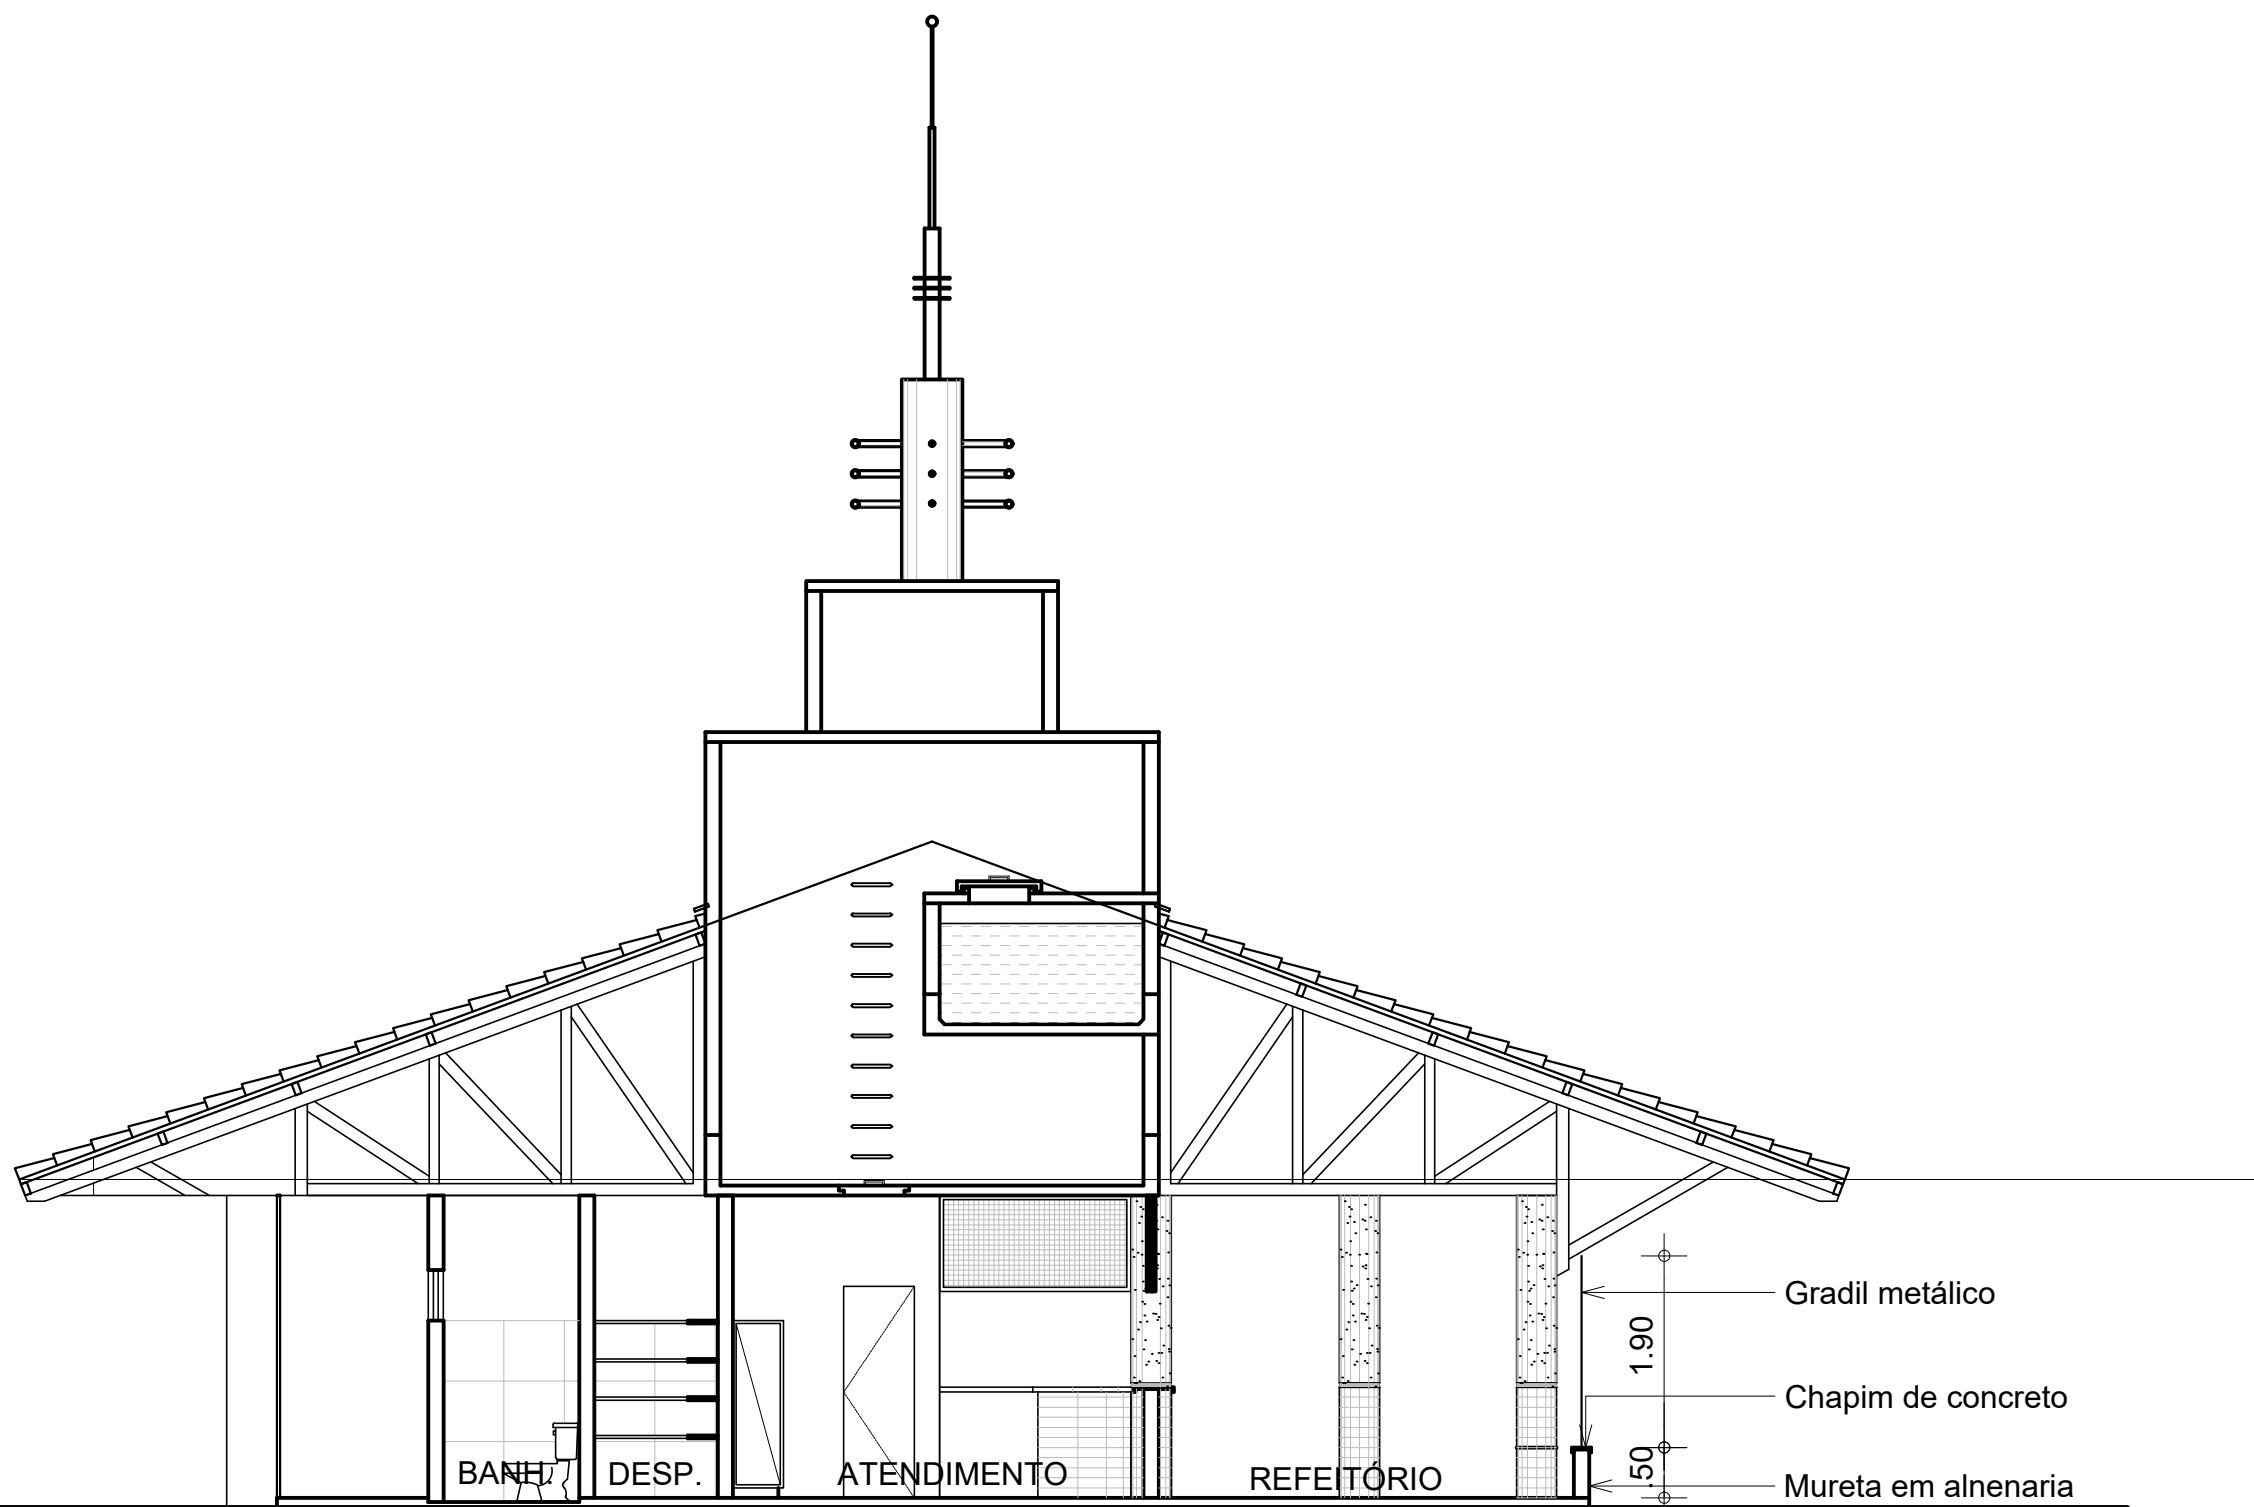 Gradil metálico
1.90
Chapim de concreto
.50
BANH.
DESP.
ATENDIMENTO
REFEITÓRIO
Mureta em alnenaria